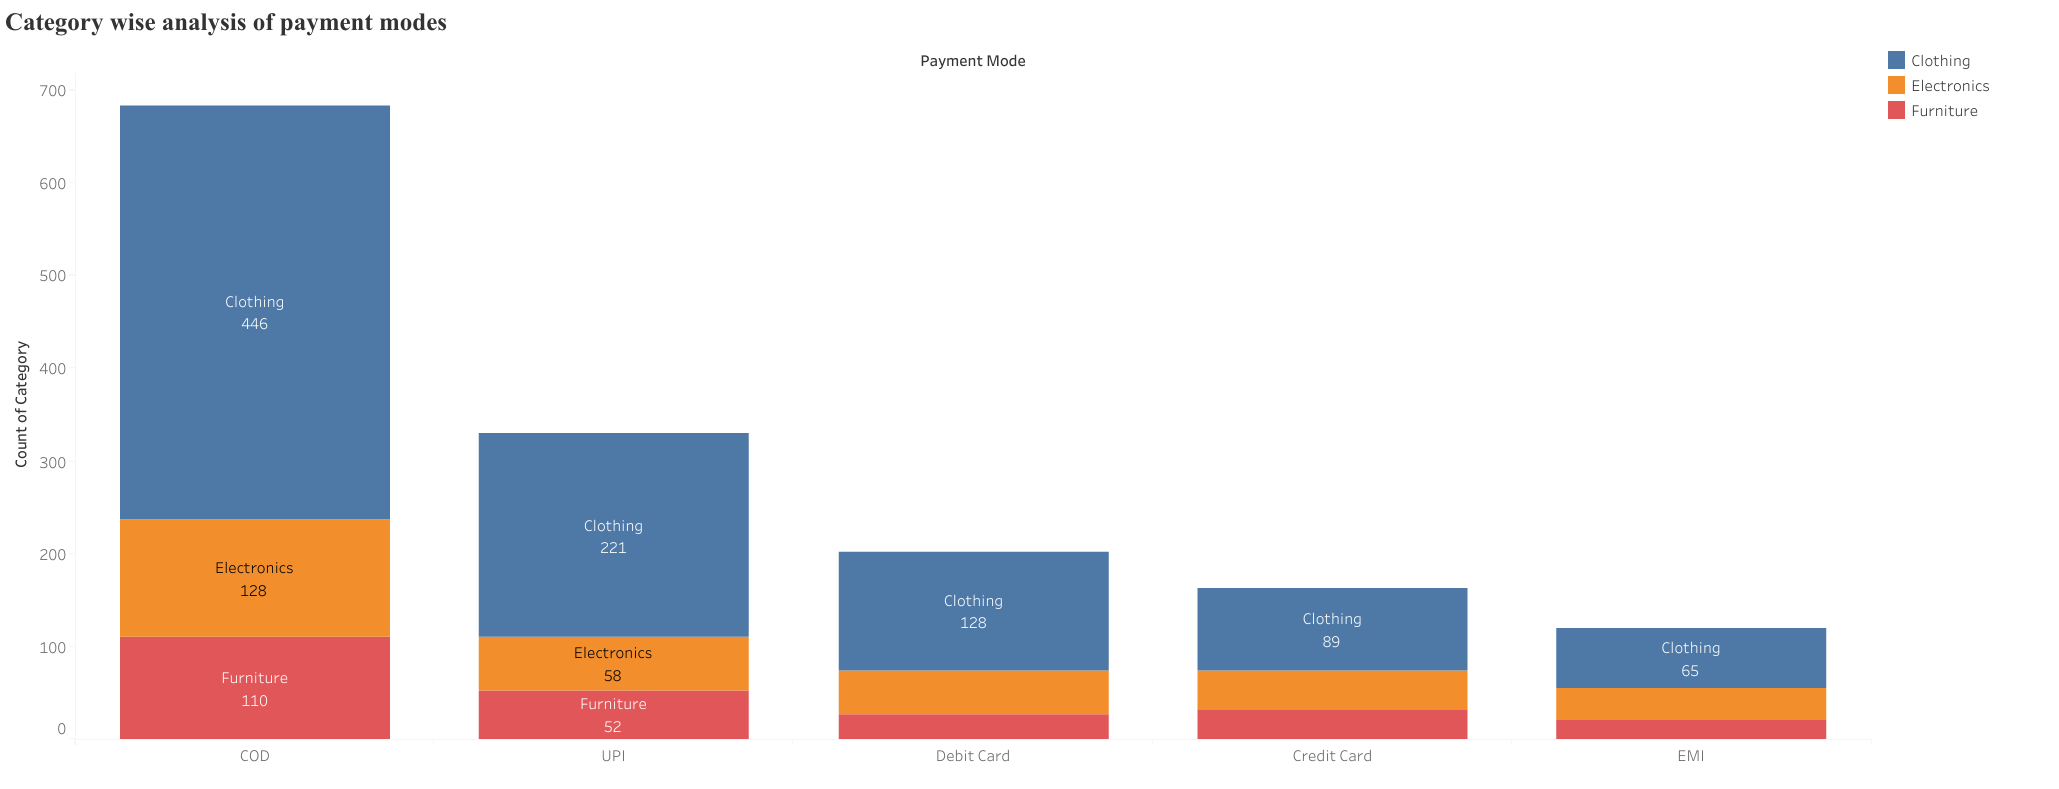 Category wise analysis of payment modes
Payment Mode
Clothing
Electronics
Furniture
Count of Category
700
600
500
400
300
200
100
0
Clothing
446
Electronics
128
Furniture
110
Clothing
221
Electronics
58
Furniture
52
Clothing
128
Clothing
89
Clothing
65
COD
UPI
Debit Card
Credit Card
EMI